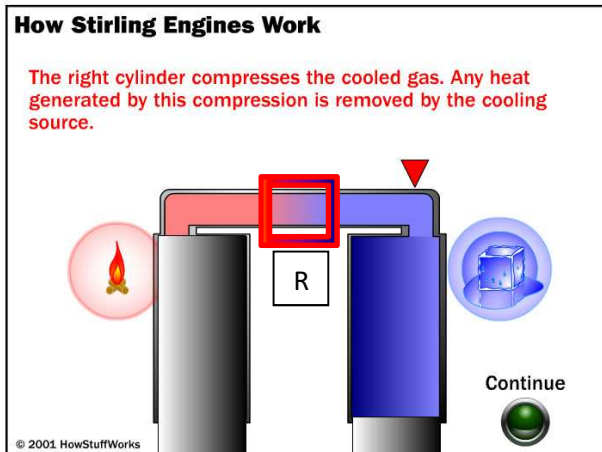 How Stirling Engines Work
The right cylinder compresses the cooled gas. Any heat
generated by this compression is removed by the cooling
source.
R
Continue
© 2001 HowStuffWorks